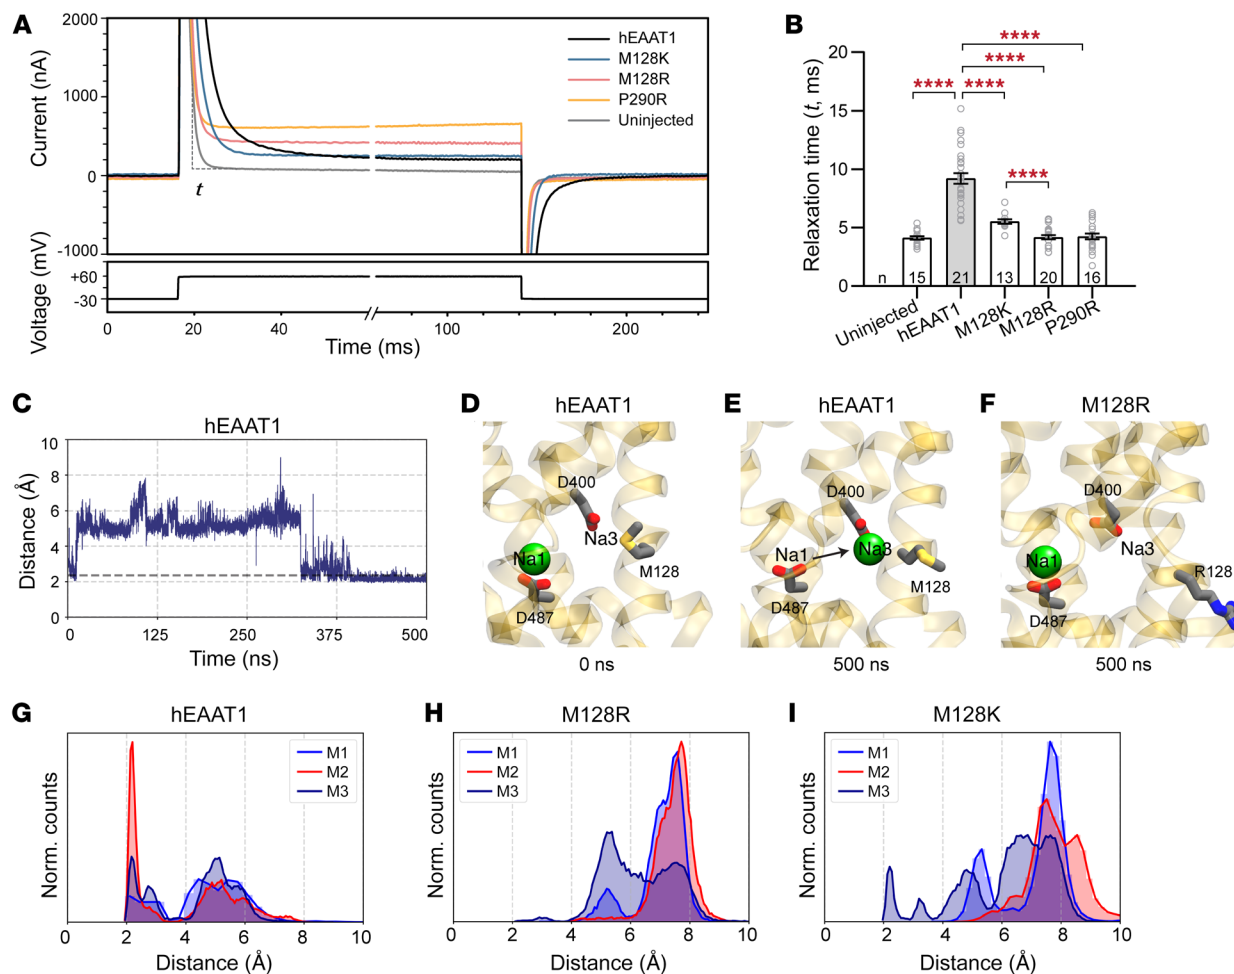 A
2000
1000
0
-1000
Current (nA)
hEAAT1
M128K
M128R
P290R
Uninjected
t
Voltage (mV)
+60
-30
0
20
40
100
200
Time (ms)
B
Relaxation time (t, ms)
20
15
10
5
0
****
****
****
****
****
n
15
21
13
20
16
Uninjected
hEAAT1
M128K
M128R
P290R
C
hEAAT1
Distance (Å)
10
8
6
4
2
0
0
125
250
375
500
Time (ns)
D
hEAAT1
D400
Na3
Na1
M128
D487
0 ns
E
hEAAT1
D400
Na1
Na3
M128
D487
500 ns
F
M128R
D400
Na3
Na1
R128
D487
500 ns
G
hEAAT1
Norm. counts
M1
M2
M3
0
2
4
6
8
10
Distance (Å)
H
M128R
Norm. counts
M1
M2
M3
0
2
4
6
8
10
Distance (Å)
I
M128K
Norm. counts
M1
M2
M3
0
2
4
6
8
10
Distance (Å)